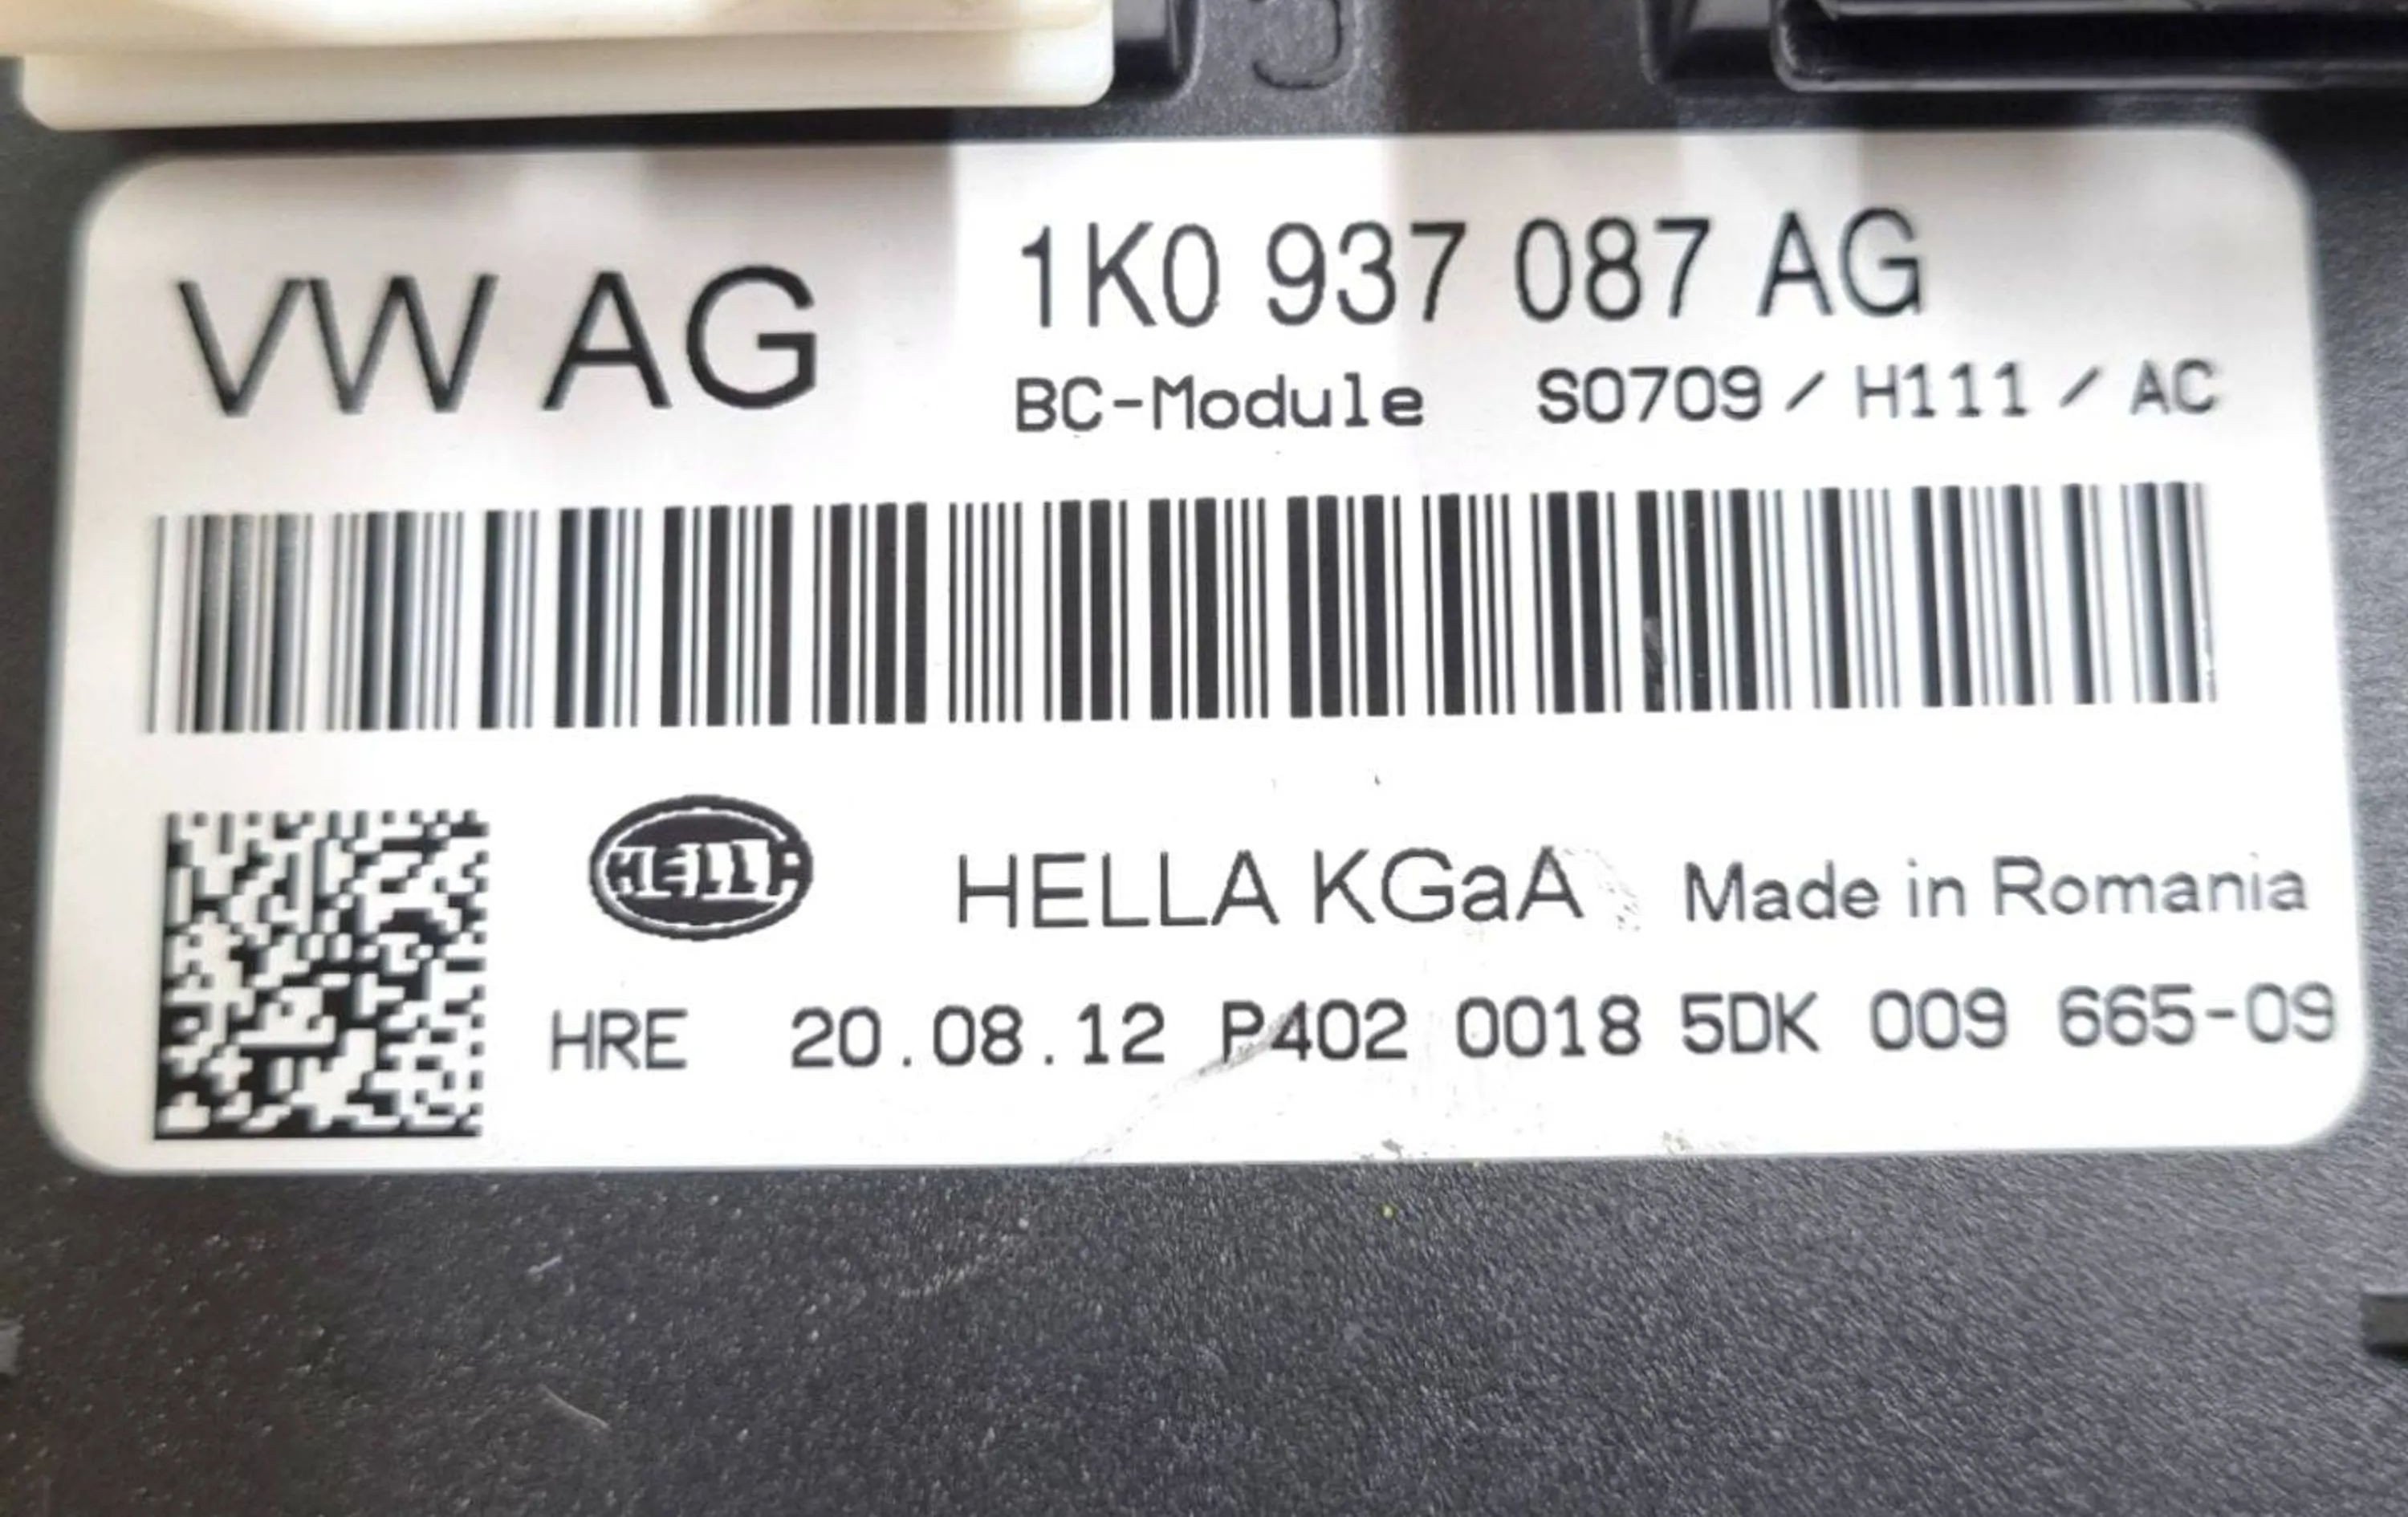 VW AG
1K0 937 087 AG
BC-Module S0709 / H111 / AC
HELLA
HELLA KGaA Made in Romania
HRE 20.08.12 P402 0018 5DK 009 665-09